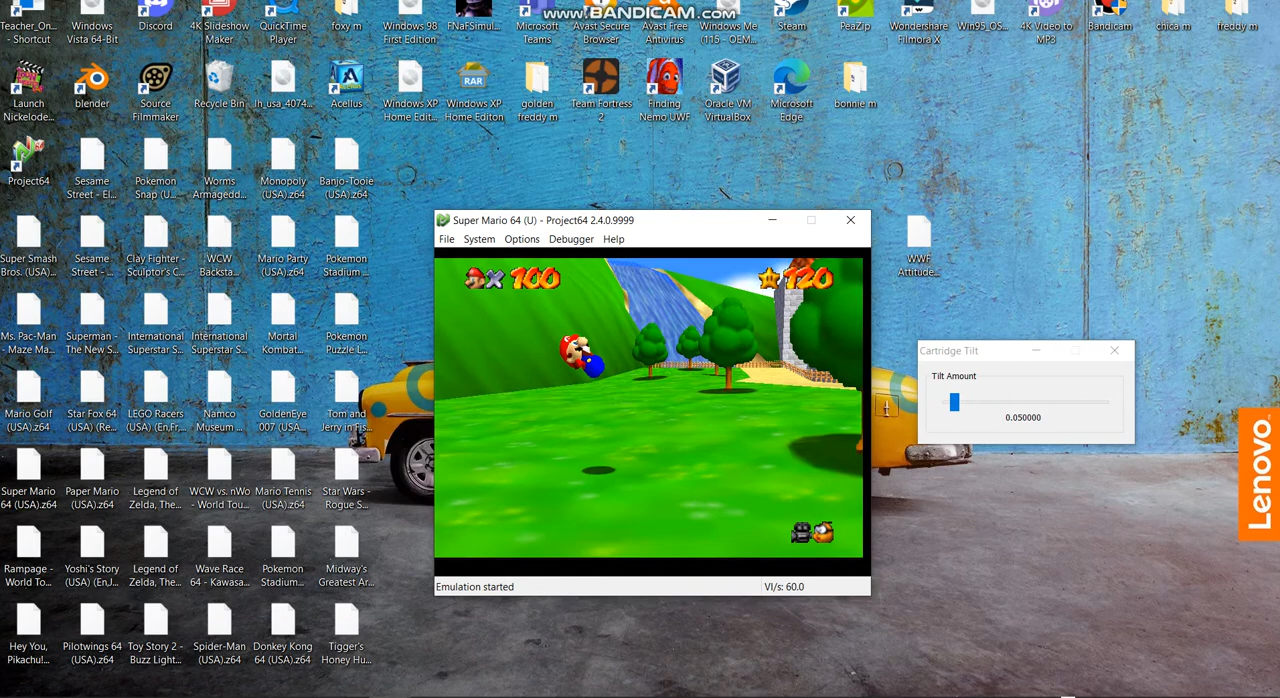 www.BANDICAM.com
Teacher_On... - Shortcut
Windows Vista 64-Bit
Discord
4K Slideshow Maker
QuickTime Player
foxy m
Windows 98 First Edition
FNaFSimul...
Microsoft Teams
Avast Secure Browser
Avast Free Antivirus
Windows Me (115 - OEM...
Steam
PeaZip
Wondershare Filmora X
Win95_OS...
4K Video to MP3
Bandicam
chica m
freddy m
Launch Nickelode...
blender
Source Filmmaker
Recycle Bin
lh_usa_4074...
Acellus
Windows XP Home Edit...
RAR
Windows XP Home Editon
golden freddy m
Team Fortress 2
Finding Nemo UWF
Oracle VM VirtualBox
Microsoft Edge
bonnie m
Project64
Sesame Street - El...
Pokemon Snap (U...
Worms Armagedd...
Monopoly (USA).z64
Banjo-Tooie (USA).z64
Super Smash Bros. (USA)...
Sesame Street - ...
Clay Fighter - Sculptor's C...
WCW Backsta...
Mario Party (USA).z64
Pokemon Stadium ...
WWF Attitude...
Ms. Pac-Man - Maze Ma...
Superman - The New S...
International Superstar S...
International Superstar S...
Mortal Kombat...
Pokemon Puzzle L...
Mario Golf (USA).z64
Star Fox 64 (USA) (Re...
LEGO Racers (USA) (En,Fr,...
Namco Museum ...
GoldenEye 007 (USA...
Tom and Jerry in Fis...
Super Mario 64 (USA).z64
Paper Mario (USA).z64
Legend of Zelda, The...
WCW vs. nWo - World Tou...
Mario Tennis (USA).z64
Star Wars - Rogue S...
Rampage - World To...
Yoshi's Story (USA) (En,J...
Legend of Zelda, The...
Wave Race 64 - Kawasa...
Pokemon Stadium...
Midway's Greatest Ar...
Hey You, Pikachu!...
Pilotwings 64 (USA).z64
Toy Story 2 - Buzz Light...
Spider-Man (USA).z64
Donkey Kong 64 (USA).z64
Tigger's Honey Hu...
Super Mario 64 (U) - Project64 2.4.0.9999
File System Options Debugger Help
× 100
120
Emulation started
VI/s: 60.0
Cartridge Tilt
Tilt Amount
0.050000
Lenovo